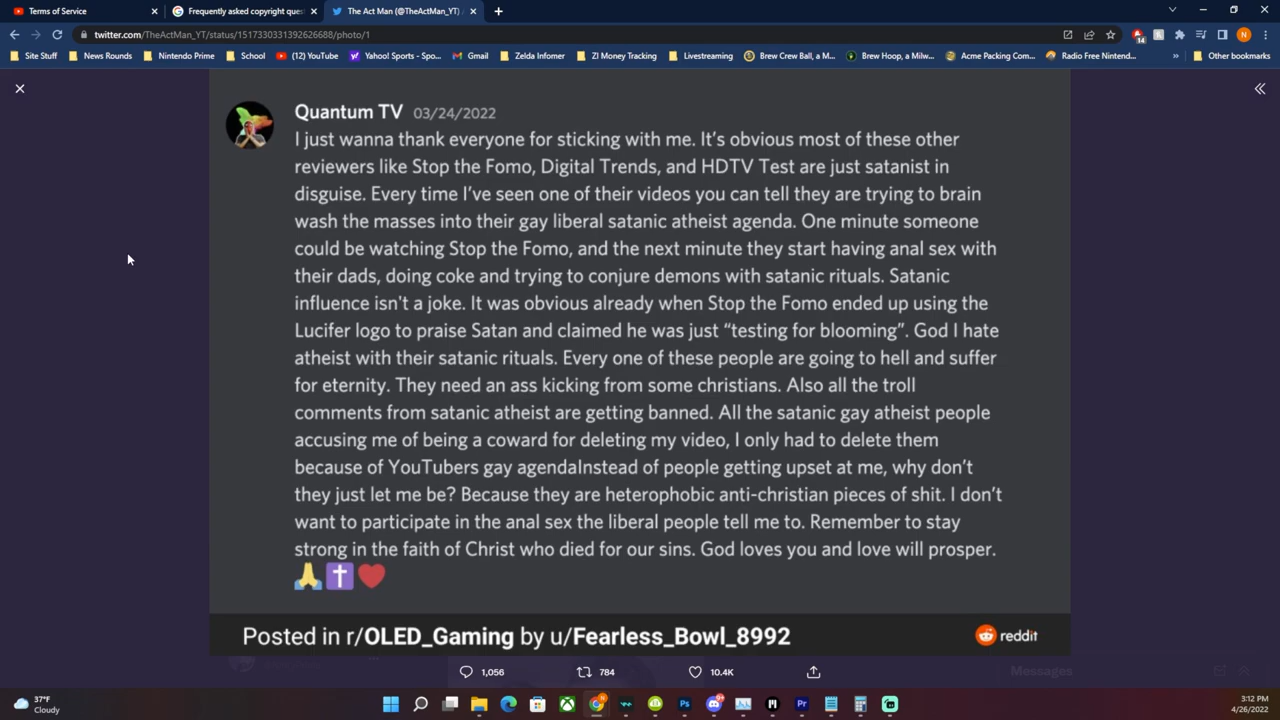 Terms of Service
Frequently asked copyright ques
The Act Man (@TheActMan_YT) /
twitter.com/TheActMan_YT/status/1517330331392626688/photo/1
14
N
Site Stuff
News Rounds
Nintendo Prime
School
(12) YouTube
Yahoo! Sports - Spo...
Gmail
Zelda Infomer
ZI Money Tracking
Livestreaming
Brew Crew Ball, a M...
Brew Hoop, a Milw...
Acme Packing Com...
Radio Free Nintend...
Other bookmarks
Quantum TV 03/24/2022
I just wanna thank everyone for sticking with me. It's obvious most of these other
reviewers like Stop the Fomo, Digital Trends, and HDTV Test are just satanist in
disguise. Every time I've seen one of their videos you can tell they are trying to brain
wash the masses into their gay liberal satanic atheist agenda. One minute someone
could be watching Stop the Fomo, and the next minute they start having anal sex with
their dads, doing coke and trying to conjure demons with satanic rituals. Satanic
influence isn't a joke. It was obvious already when Stop the Fomo ended up using the
Lucifer logo to praise Satan and claimed he was just “testing for blooming”. God I hate
atheist with their satanic rituals. Every one of these people are going to hell and suffer
for eternity. They need an ass kicking from some christians. Also all the troll
comments from satanic atheist are getting banned. All the satanic gay atheist people
accusing me of being a coward for deleting my video, I only had to delete them
because of YouTubers gay agendaInstead of people getting upset at me, why don't
they just let me be? Because they are heterophobic anti-christian pieces of shit. I don't
want to participate in the anal sex the liberal people tell me to. Remember to stay
strong in the faith of Christ who died for our sins. God loves you and love will prosper.
🙏✝️❤️
Posted in r/OLED_Gaming by u/Fearless_Bowl_8992
reddit
1,056
784
10.4K
Messages
37°F
Cloudy
3:12 PM
4/26/2022